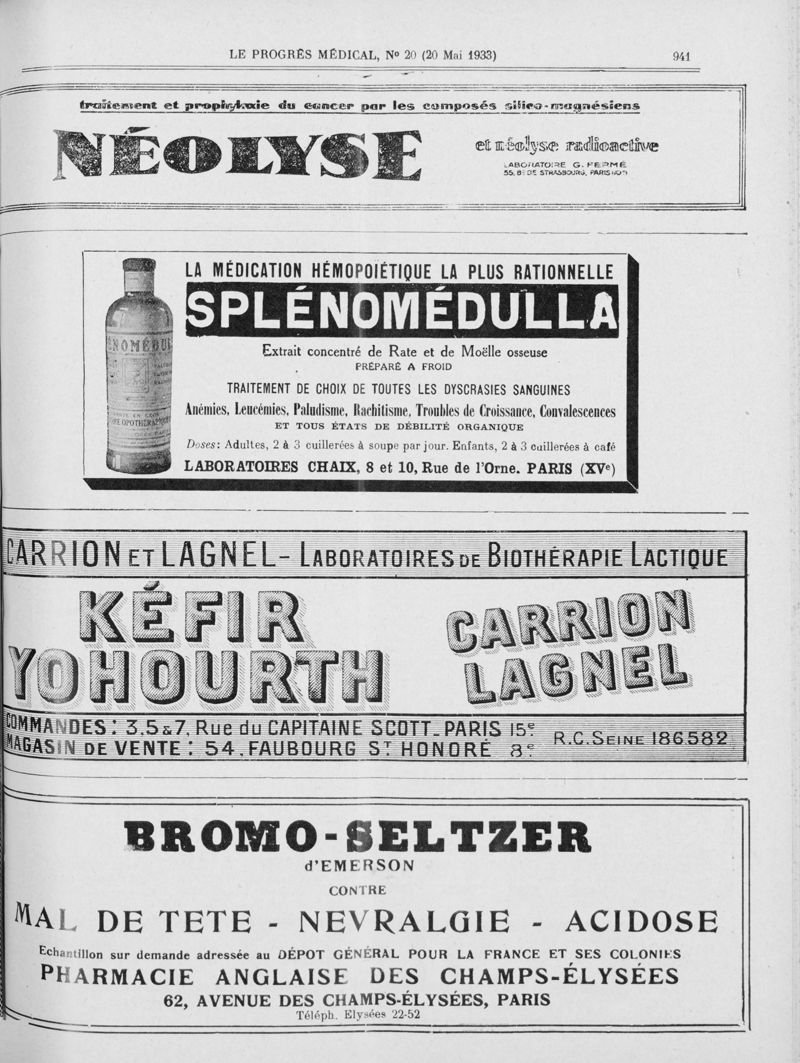 LE PROGRÈS MÉDICAL, No 20 (20 Mai 1933) 941
traitement et prophylaxie du cancer par les composés silico-magnésiens
NÉOLYSE
et néolyse radioactive
LABORATOIRE G. FERMÉ
55, Bd DE STRASBOURG, PARIS
LA MÉDICATION HÉMOPOIÉTIQUE LA PLUS RATIONNELLE
SPLÉNOMÉDULLA
Extrait concentré de Rate et de Moëlle osseuse
PRÉPARÉ A FROID
TRAITEMENT DE CHOIX DE TOUTES LES DYSCRASIES SANGUINES
Anémies, Leucémies, Paludisme, Rachitisme, Troubles de Croissance, Convalescences
ET TOUS ÉTATS DE DÉBILITÉ ORGANIQUE
Doses: Adultes, 2 à 3 cuillerées à soupe par jour. Enfants, 2 à 3 cuillerées à café
LABORATOIRES CHAIX, 8 et 10, Rue de l'Orne. PARIS (XVe)
CARRION ET LAGNEL - LABORATOIRES DE BIOTHÉRAPIE LACTIQUE
KÉFIR
YOHOURTH
CARRION
LAGNEL
COMMANDES: 3.5&7, Rue du CAPITAINE SCOTT_PARIS 15e
MAGASIN DE VENTE: 54, FAUBOURG ST HONORÉ 8e
R.C. SEINE 186.582
BROMO-SELTZER
d'EMERSON
CONTRE
MAL DE TETE - NEVRALGIE - ACIDOSE
Echantillon sur demande adressée au DÉPOT GÉNÉRAL POUR LA FRANCE ET SES COLONIES
PHARMACIE ANGLAISE DES CHAMPS-ÉLYSÉES
62, AVENUE DES CHAMPS-ÉLYSÉES, PARIS
Téléph. Elysées 22-52